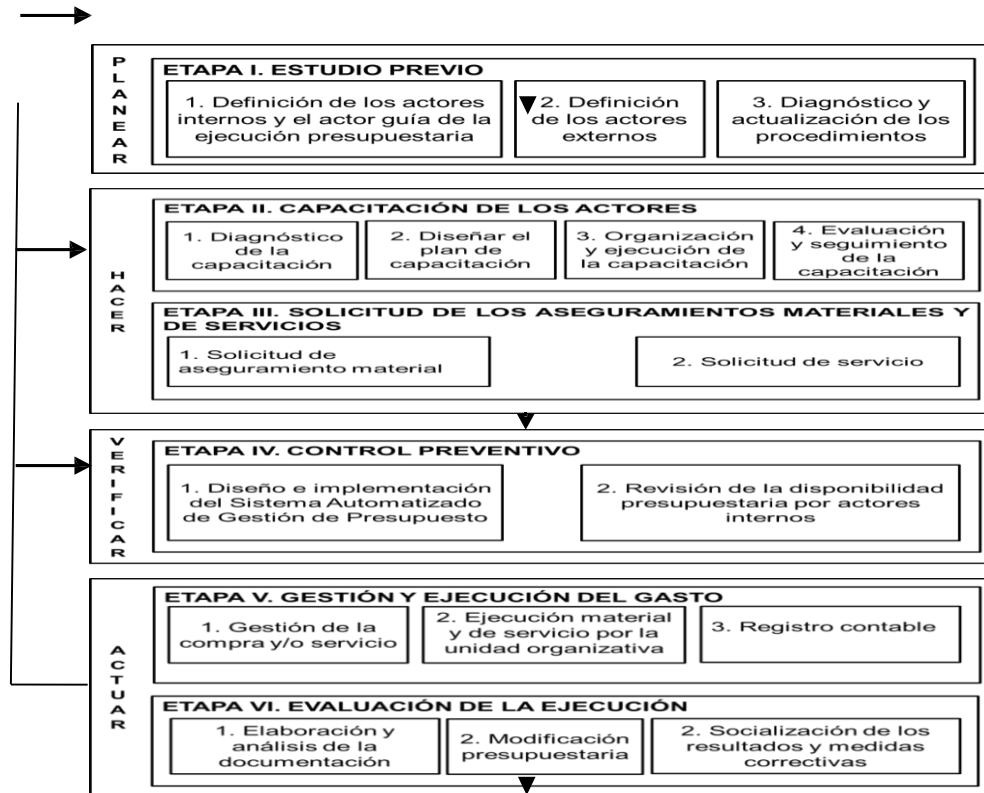 PLANEAR
ETAPA I. ESTUDIO PREVIO
1. Definición de los actores
internos y el actor guía de la
ejecución presupuestaria
2. Definición
de los actores
externos
3. Diagnóstico y
actualización de los
procedimientos
HACER
ETAPA II. CAPACITACIÓN DE LOS ACTORES
1. Diagnóstico
de la
capacitación
2. Diseñar el
plan de
capacitación
3. Organización
y ejecución de
la capacitación
4. Evaluación
y seguimiento
de la
capacitación
ETAPA III. SOLICITUD DE LOS ASEGURAMIENTOS MATERIALES Y
DE SERVICIOS
1. Solicitud de
aseguramiento material
2. Solicitud de servicio
VERIFICAR
ETAPA IV. CONTROL PREVENTIVO
1. Diseño e implementación
del Sistema Automatizado
de Gestión de Presupuesto
2. Revisión de la disponibilidad
presupuestaria por actores
internos
ACTUAR
ETAPA V. GESTIÓN Y EJECUCIÓN DEL GASTO
1. Gestión de la
compra y/o servicio
2. Ejecución material
y de servicio por la
unidad organizativa
3. Registro contable
ETAPA VI. EVALUACIÓN DE LA EJECUCIÓN
1. Elaboración y
análisis de la
documentación
2. Modificación
presupuestaria
2. Socialización de los
resultados y medidas
correctivas